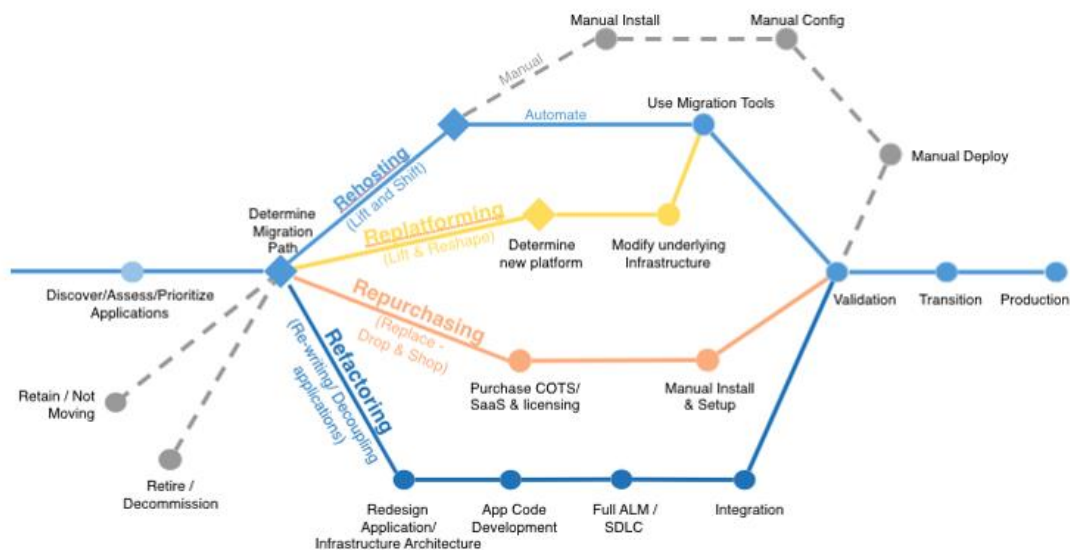 Manual Install
Manual Config
Manual
Automate
Use Migration Tools
Manual Deploy
Rehosting
(Lift and Shift)
Determine
Migration
Path
Replatforming
(Lift & Reshape)
Determine
new platform
Modify underlying
Infrastructure
Discover/Assess/Prioritize
Applications
Repurchasing
(Replace -
Drop & Shop)
Validation
Transition
Production
Refactoring
(Re-writing/ Decoupling
applications)
Purchase COTS/
SaaS & licensing
Manual Install
& Setup
Retain / Not
Moving
Retire /
Decommission
Redesign
Application/
Infrastructure Architecture
App Code
Development
Full ALM /
SDLC
Integration